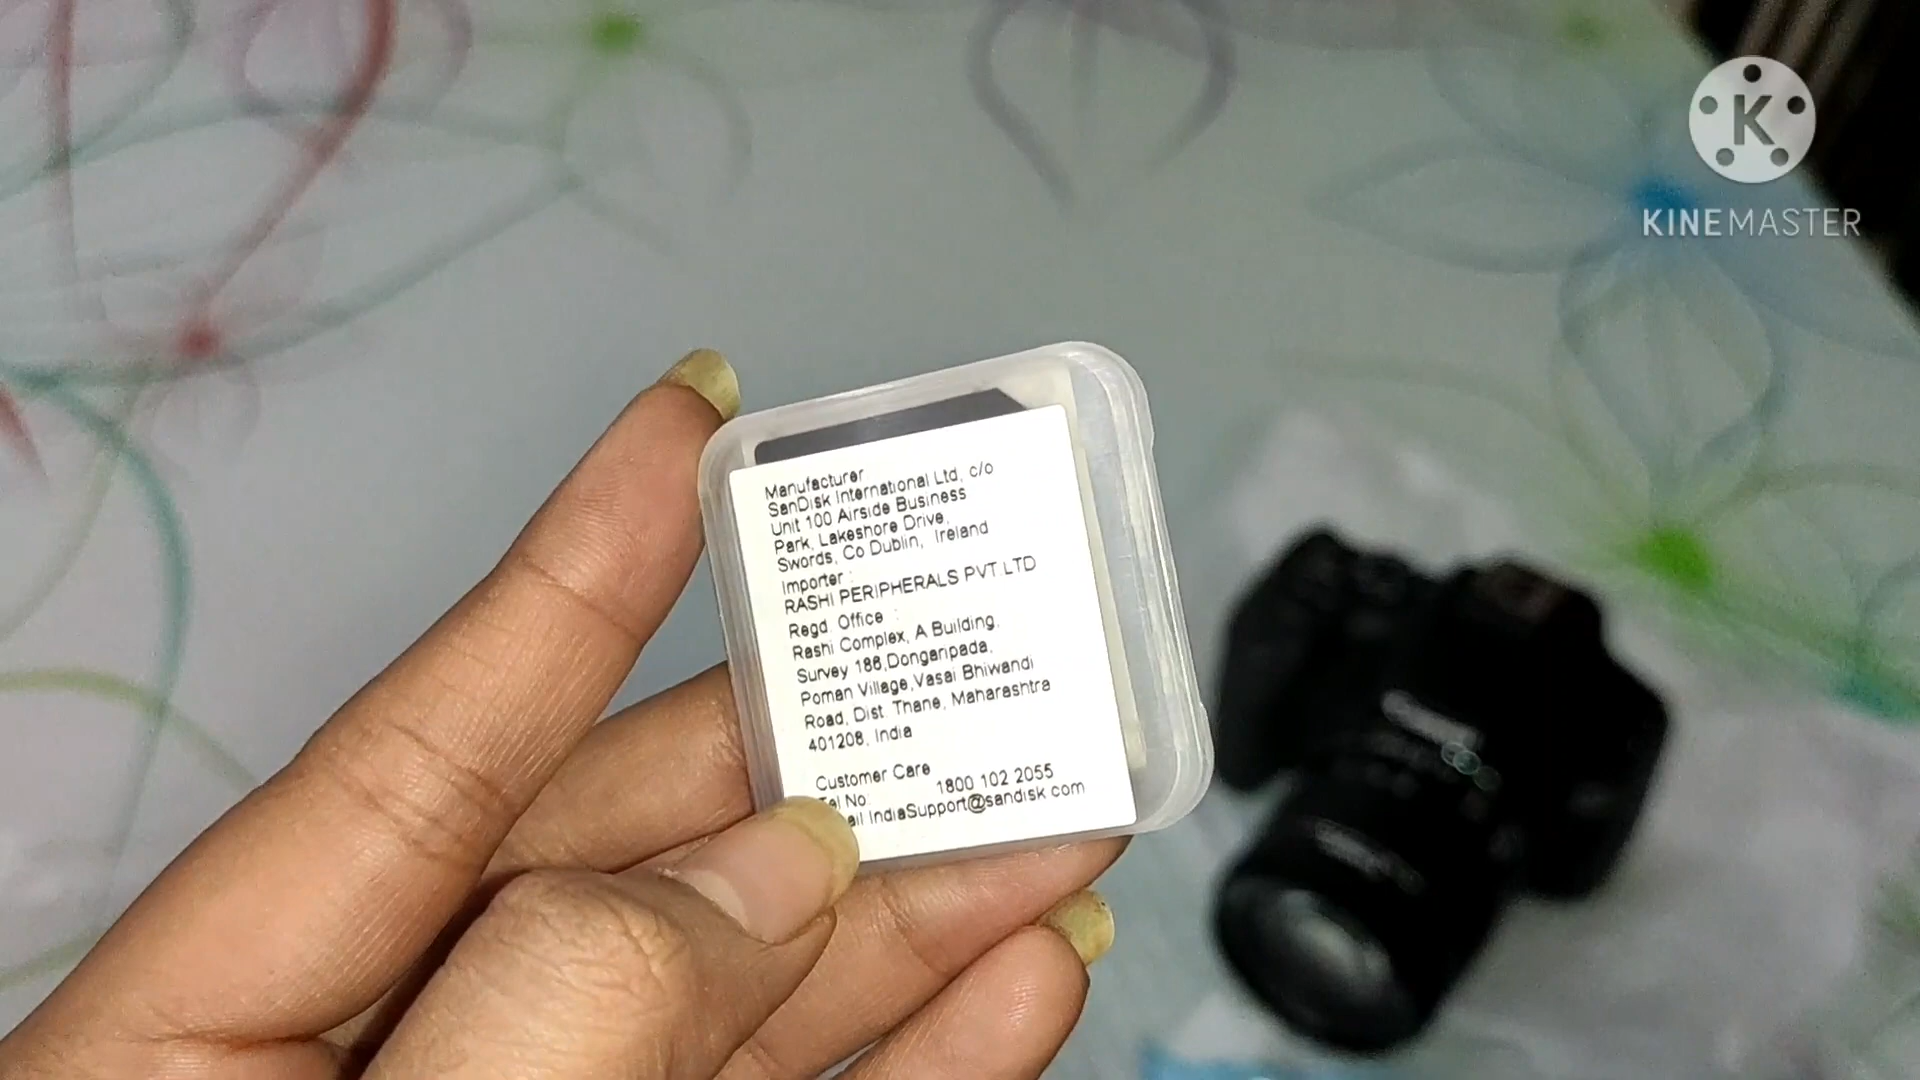 KINEMASTER
Manufacturer
SanDisk International Ltd, c/o
Unit 100 Airside Business
Park, Lakeshore Drive,
Swords, Co Dublin, Ireland
Importer :
RASHI PERIPHERALS PVT.LTD
Regd. Office :
Rashi Complex, A Building,
Survey 188,Dongaripada,
Poman Village,Vasai Bhiwandi
Road, Dist. Thane, Maharashtra
401208, India
Customer Care
Tel No: 1800 102 2055
IndiaSupport@sandisk.com
Canon